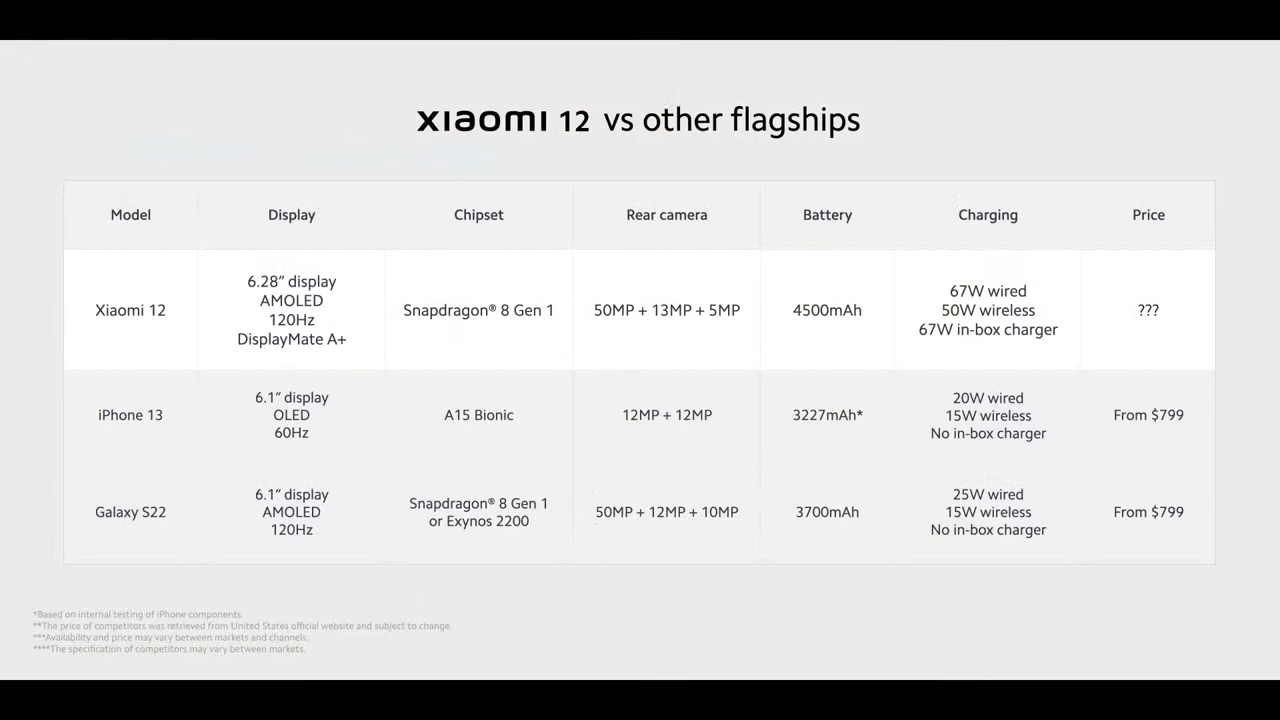 xiaomi 12 vs other flagships
Model Display Chipset Rear camera Battery Charging Price
6.28″ display
AMOLED
120Hz
DisplayMate A+
Xiaomi 12
Snapdragon® 8 Gen 1
50MP + 13MP + 5MP
4500mAh
67W wired
50W wireless
67W in-box charger
???
iPhone 13
6.1″ display
OLED
60Hz
A15 Bionic
12MP + 12MP
3227mAh*
20W wired
15W wireless
No in-box charger
From $799
Galaxy S22
6.1″ display
AMOLED
120Hz
Snapdragon® 8 Gen 1
or Exynos 2200
50MP + 12MP + 10MP
3700mAh
25W wired
15W wireless
No in-box charger
From $799
*Based on internal testing of iPhone components.
**The price of competitors was retrieved from United States official website and subject to change.
***Availability and price may vary between markets and channels.
****The specification of competitors may vary between markets.